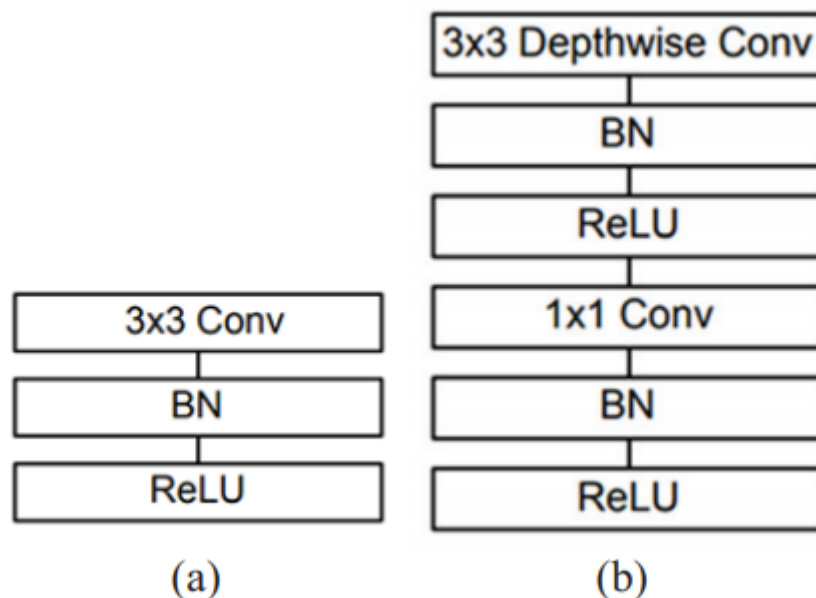 3x3 Conv
BN
ReLU
(a)
3x3 Depthwise Conv
BN
ReLU
1x1 Conv
BN
ReLU
(b)